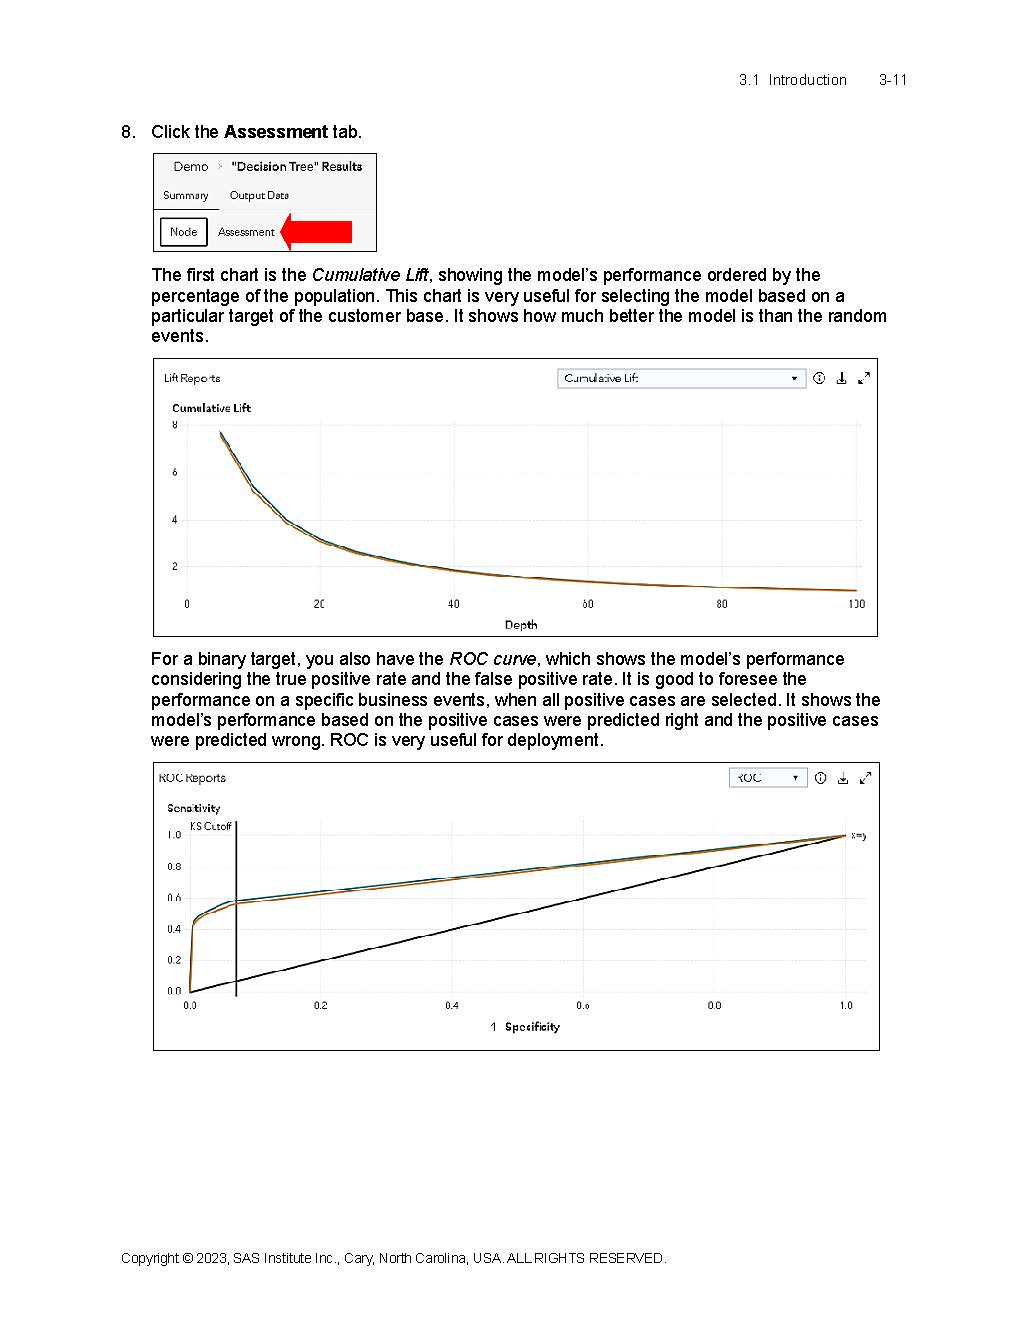 3.1 Introduction 3-11
8. Click the Assessment tab.
Demo > "Decision Tree" Results
Summary Output Data
Node Assessment
The first chart is the Cumulative Lift, showing the model's performance ordered by the
percentage of the population. This chart is very useful for selecting the model based on a
particular target of the customer base. It shows how much better the model is than the random
events.
Lift Reports Cumulative Lift
Cumulative Lift
8
6
4
2
0 20 40 60 80 100
Depth
For a binary target, you also have the ROC curve, which shows the model's performance
considering the true positive rate and the false positive rate. It is good to foresee the
performance on a specific business events, when all positive cases are selected. It shows the
model's performance based on the positive cases were predicted right and the positive cases
were predicted wrong. ROC is very useful for deployment.
ROC Reports ROC
Sensitivity
KS Cutoff
1.0 x=y
0.8
0.6
0.4
0.2
0.0
0.0 0.2 0.4 0.6 0.8 1.0
1 Specificity
Copyright © 2023, SAS Institute Inc., Cary, North Carolina, USA. ALL RIGHTS RESERVED.